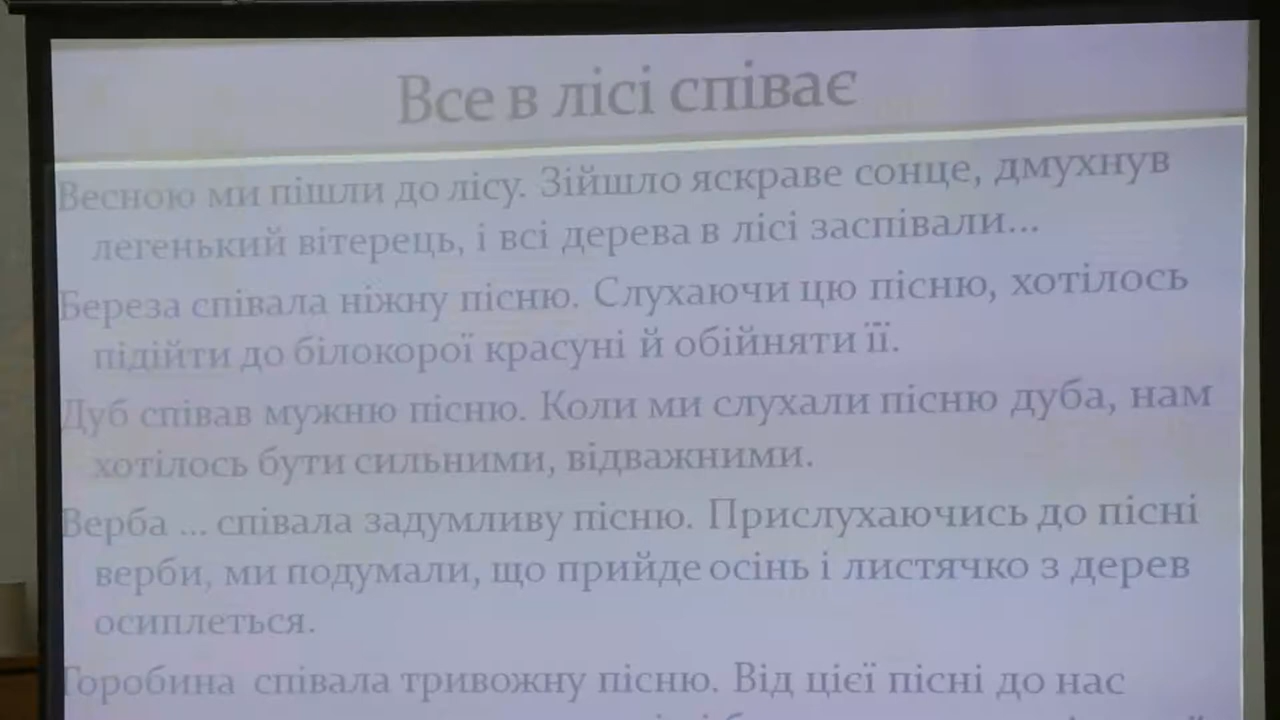 Все в лісі співає
Весною ми пішли до лісу. Зійшло яскраве сонце, дмухнув
легенький вітерець, і всі дерева в лісі заспівали...
Береза співала ніжну пісню. Слухаючи цю пісню, хотілось
підійти до білокорої красуні й обійняти її.
Дуб співав мужню пісню. Коли ми слухали пісню дуба, нам
хотілось бути сильними, відважними.
Верба ... співала задумливу пісню. Прислухаючись до пісні
верби, ми подумали, що прийде осінь і листячко з дерев
осиплеться.
Горобина співала тривожну пісню. Від цієї пісні до нас